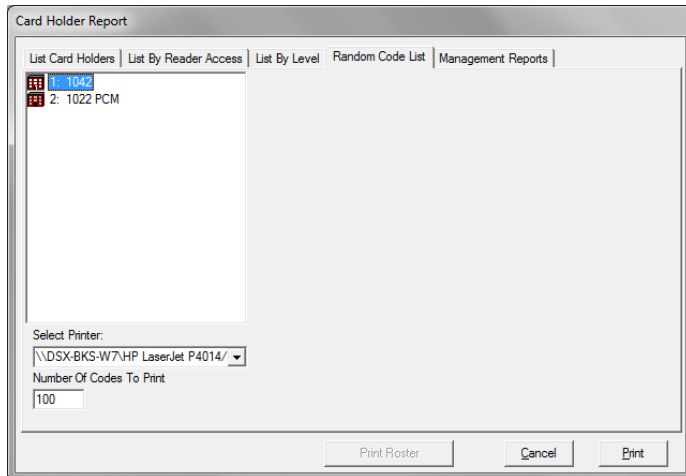 Card Holder Report
List Card Holders List By Reader Access List By Level Random Code List Management Reports
1: 1042
2: 1022 PCM
Select Printer:
\\DSX-BKS-W7\HP LaserJet P4014/
Number Of Codes To Print
100
Print Roster Cancel Print